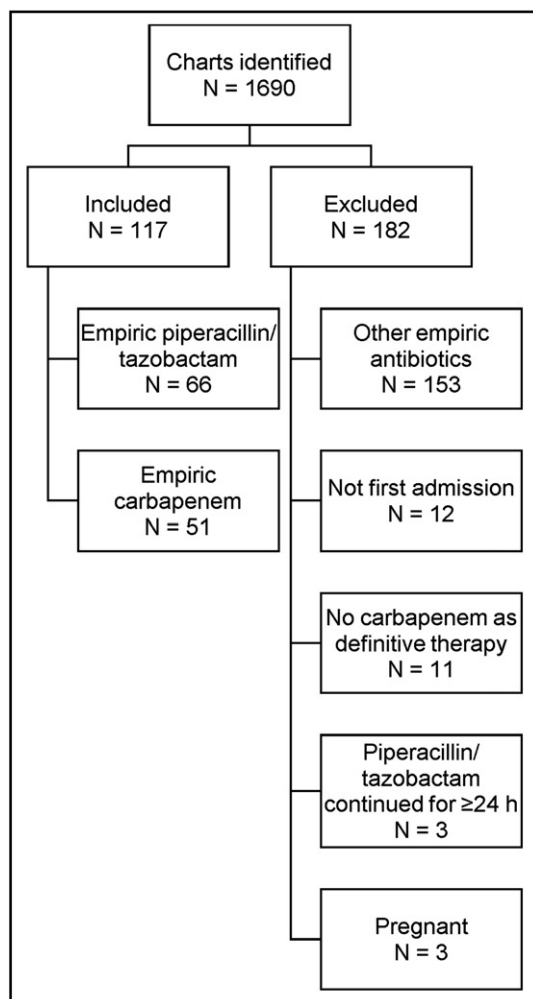 Charts identified
N = 1690
Included
N = 117
Excluded
N = 182
Empiric piperacillin/
tazobactam
N = 66
Empiric
carbapenem
N = 51
Other empiric
antibiotics
N = 153
Not first admission
N = 12
No carbapenem as
definitive therapy
N = 11
Piperacillin/
tazobactam
continued for ≥24 h
N = 3
Pregnant
N = 3